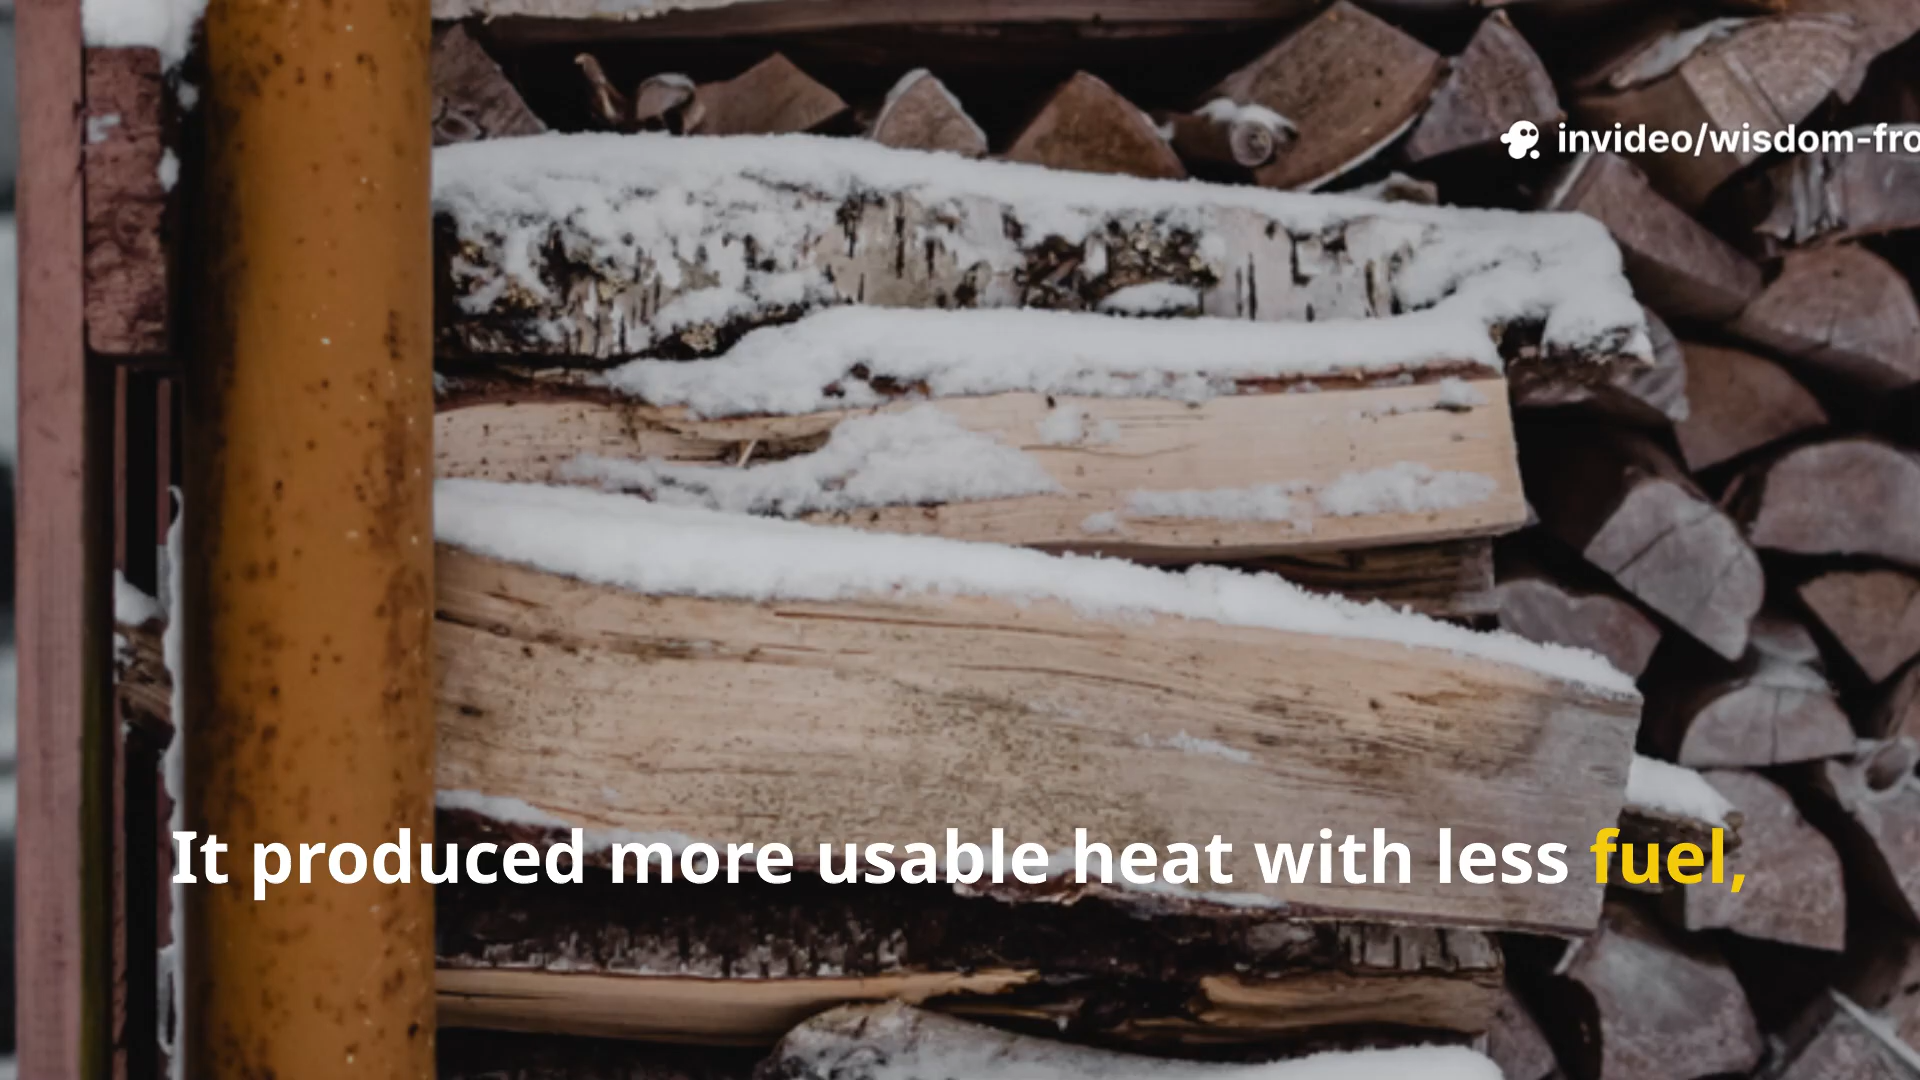 invideo/wisdom-fro
It produced more usable heat with less fuel,